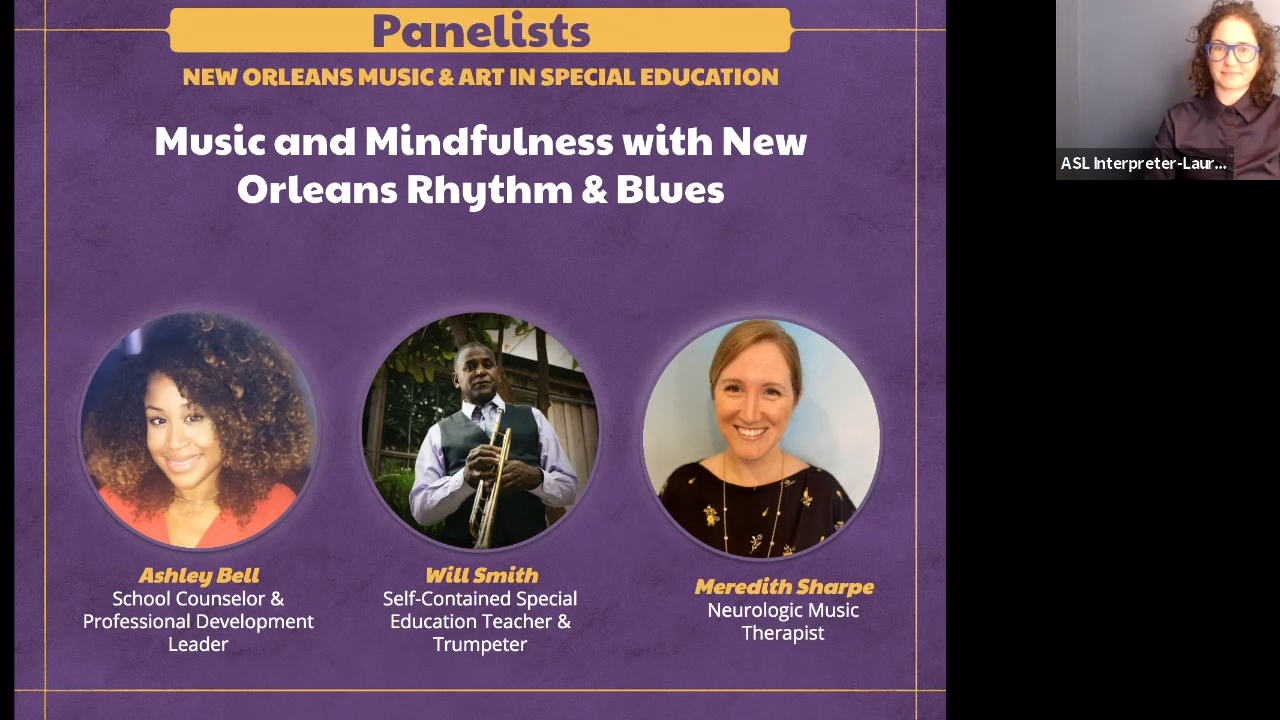 Panelists
NEW ORLEANS MUSIC & ART IN SPECIAL EDUCATION
Music and Mindfulness with New
Orleans Rhythm & Blues
Ashley Bell
School Counselor &
Professional Development
Leader
Will Smith
Self-Contained Special
Education Teacher &
Trumpeter
Meredith Sharpe
Neurologic Music
Therapist
ASL Interpreter-Laur...